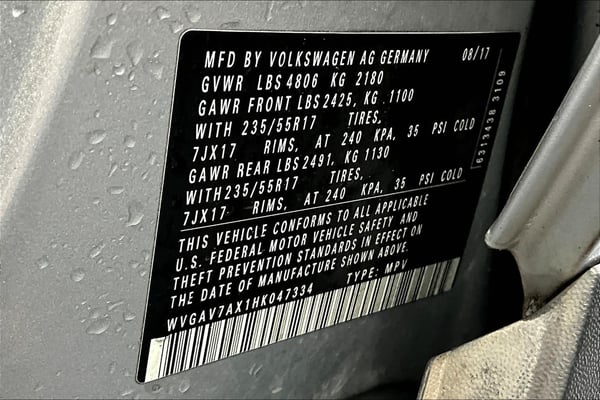 MFD BY VOLKSWAGEN AG GERMANY 08/17
GVWR LBS 4806 KG 2180
GAWR FRONT LBS 2425, KG 1100
WITH 235/55R17 TIRES,
7JX17 RIMS, AT 240 KPA, 35 PSI COLD
GAWR REAR LBS 2491, KG 1130
WITH 235/55R17 TIRES,
7JX17 RIMS, AT 240 KPA, 35 PSI COLD
THIS VEHICLE CONFORMS TO ALL APPLICABLE
U.S. FEDERAL MOTOR VEHICLE SAFETY AND
THEFT PREVENTION STANDARDS IN EFFECT ON
THE DATE OF MANUFACTURE SHOWN ABOVE.
WVGAV7AX1HK047334 TYPE: MPV
16313438 3109